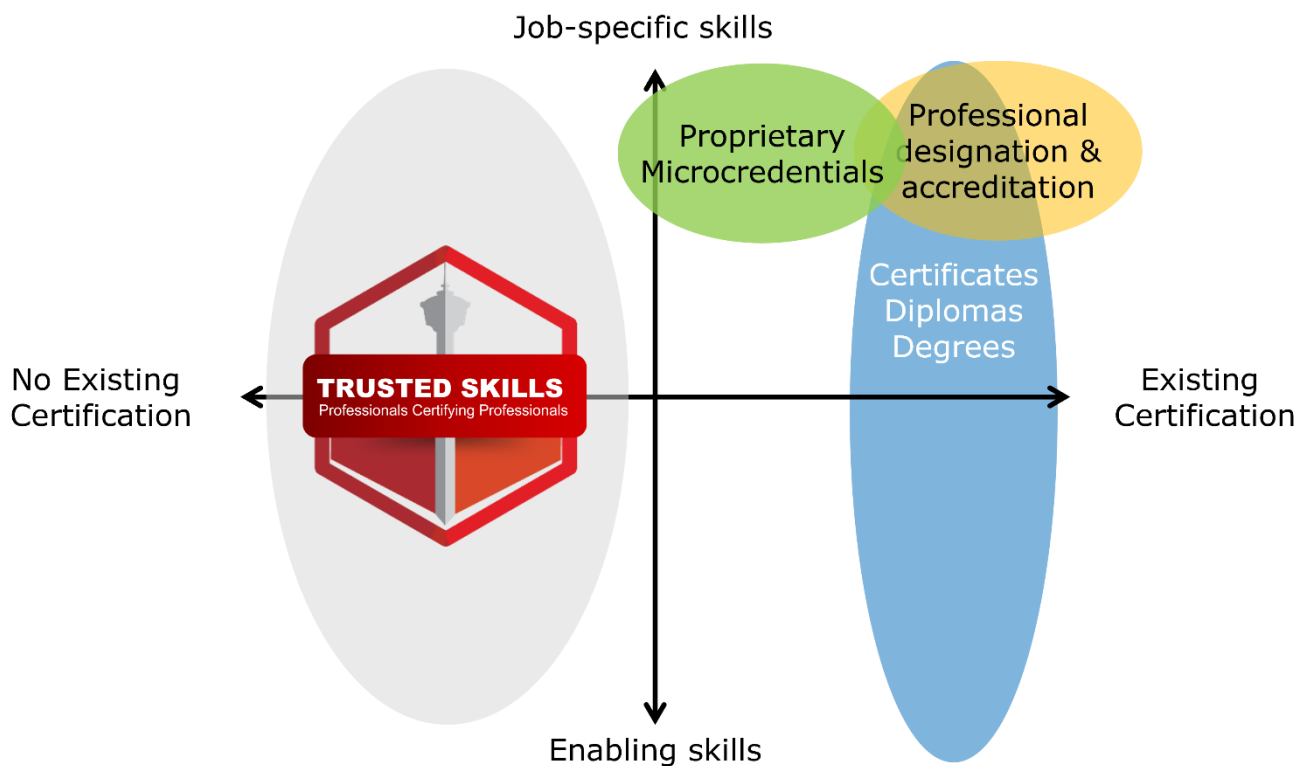 Job-specific skills
Proprietary
Microcredentials
Professional
designation &
accreditation
Certificates
Diplomas
Degrees
No Existing
Certification
TRUSTED SKILLS
Professionals Certifying Professionals
Existing
Certification
Enabling skills